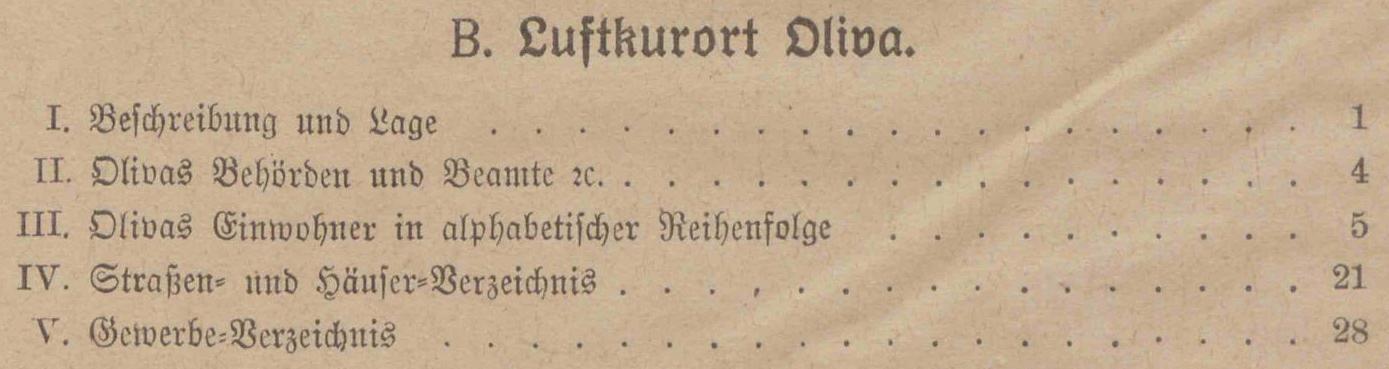 B. Luftkurort Oliva.
I. Beschreibung und Lage . . . . . . . . . . . . . . . . . . . 1
II. Olivas Behörden und Beamte ꝛc. . . . . . . . . . . . . . . . 4
III. Olivas Einwohner in alphabetischer Reihenfolge . . . . . . . . . . . 5
IV. Straßen- und Häuser-Verzeichnis . . . . . . . . . . . . . . . . 21
V. Gewerbe-Verzeichnis . . . . . . . . . . . . . . . . . . . . 28